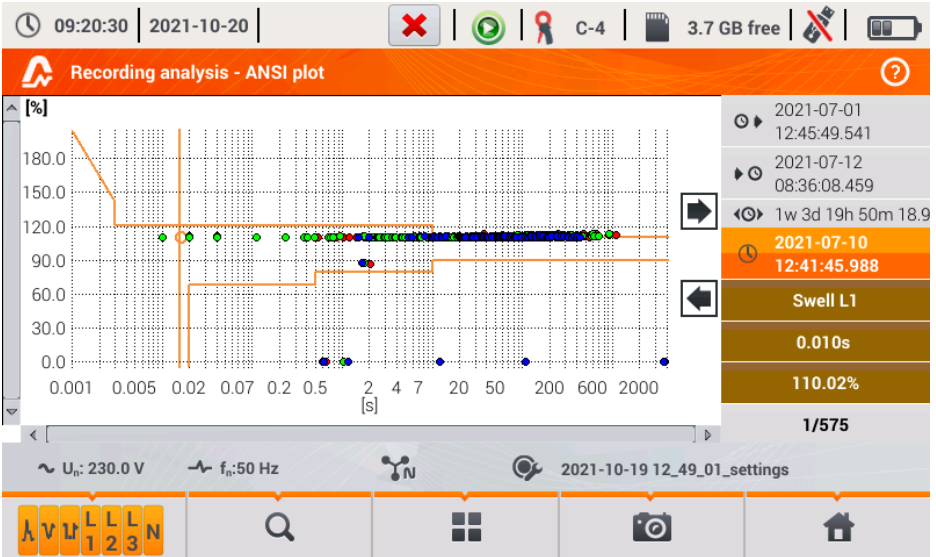 09:20:30 2021-10-20 C-4 3.7 GB free
Recording analysis - ANSI plot ?
[%]
180.0
150.0
120.0
90.0
60.0
30.0
0.0
0.001 0.005 0.02 0.07 0.2 0.5 2 4 7 20 50 200 600 2000
[s]
2021-07-01
12:45:49.541
2021-07-12
08:36:08.459
1w 3d 19h 50m 18.9
2021-07-10
12:41:45.988
Swell L1
0.010s
110.02%
1/575
Un: 230.0 V fn:50 Hz N 2021-10-19 12_49_01_settings
L1 L2 L3 N